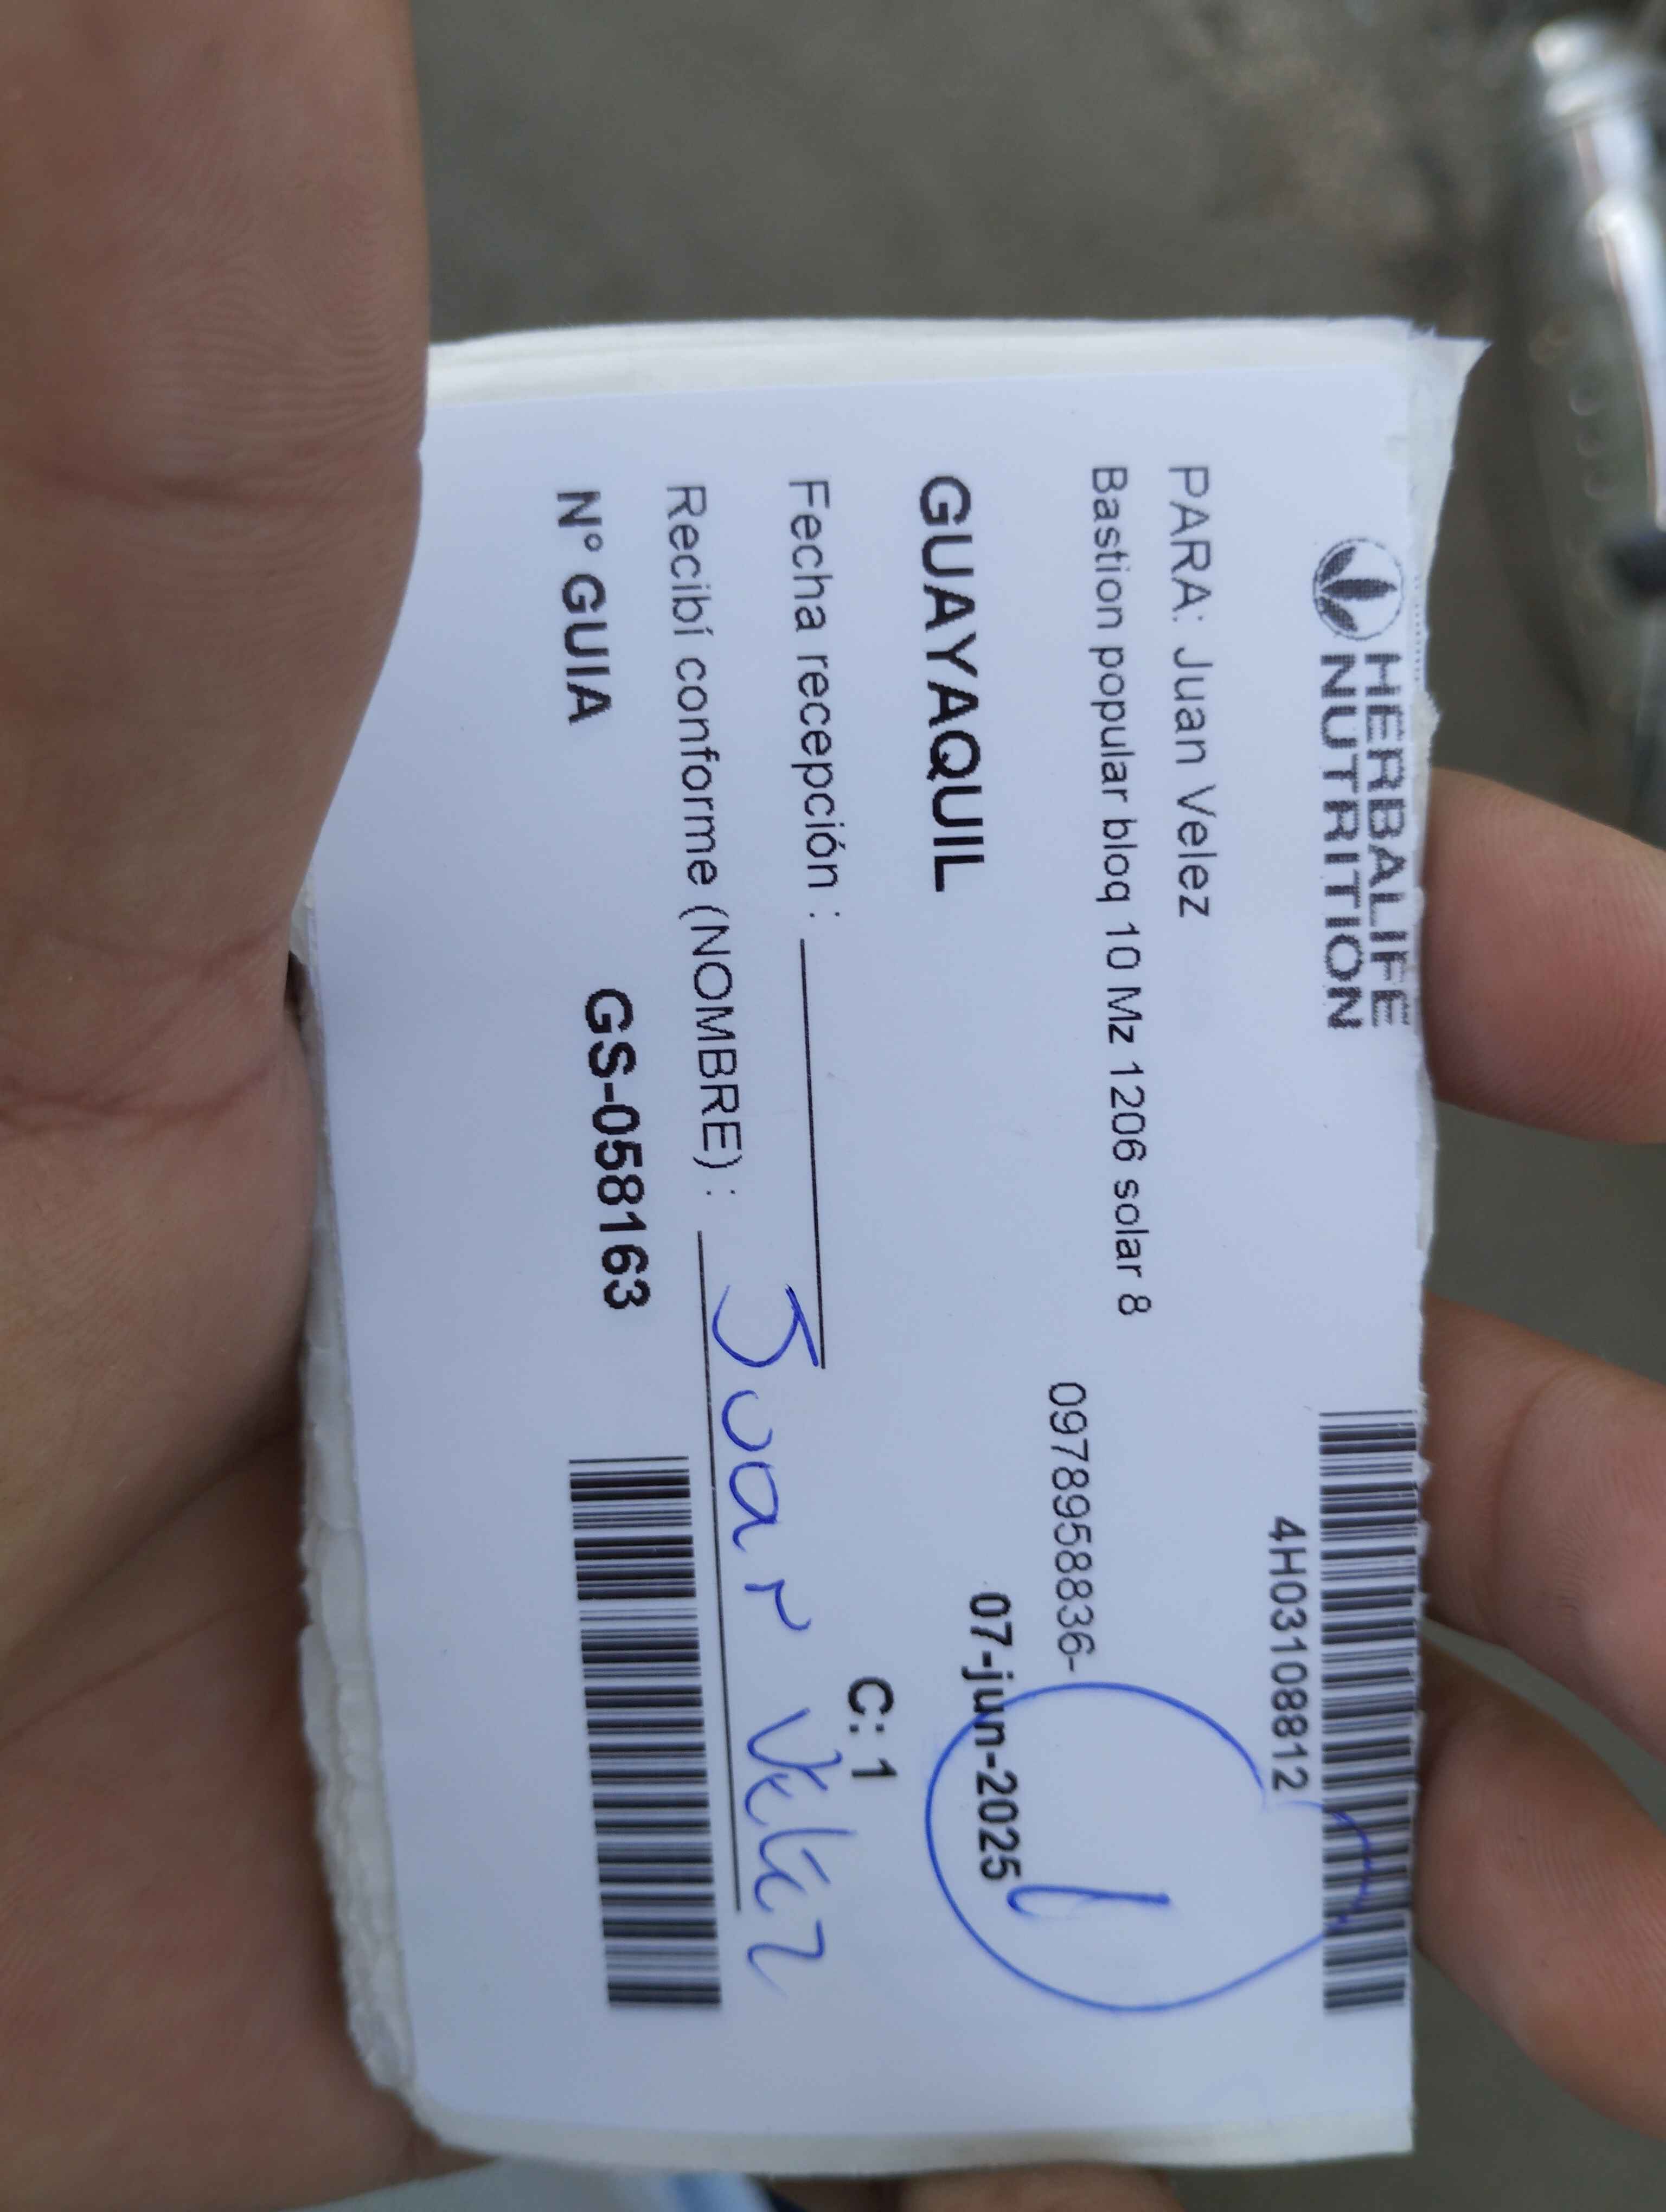 HERBALIFE
NUTRITION
4H03108812
PARA: Juan Velez
Bastion popular bloq 10 Mz 1206 solar 8
0978958836-
GUAYAQUIL
07-jun-2025
1
Fecha recepción :
C: 1
Recibí conforme (NOMBRE) : Juan Velez
N° GUIA GS-058163